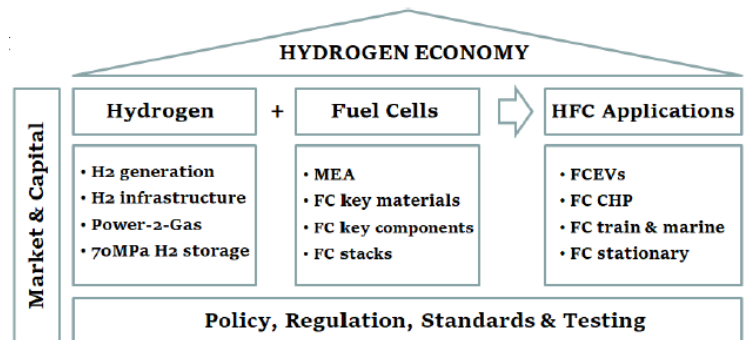 HYDROGEN ECONOMY
Market & Capital
Hydrogen
+
Fuel Cells
HFC Applications
• H2 generation
• H2 infrastructure
• Power-2-Gas
• 70MPa H2 storage
• MEA
• FC key materials
• FC key components
• FC stacks
• FCEVs
• FC CHP
• FC train & marine
• FC stationary
Policy, Regulation, Standards & Testing